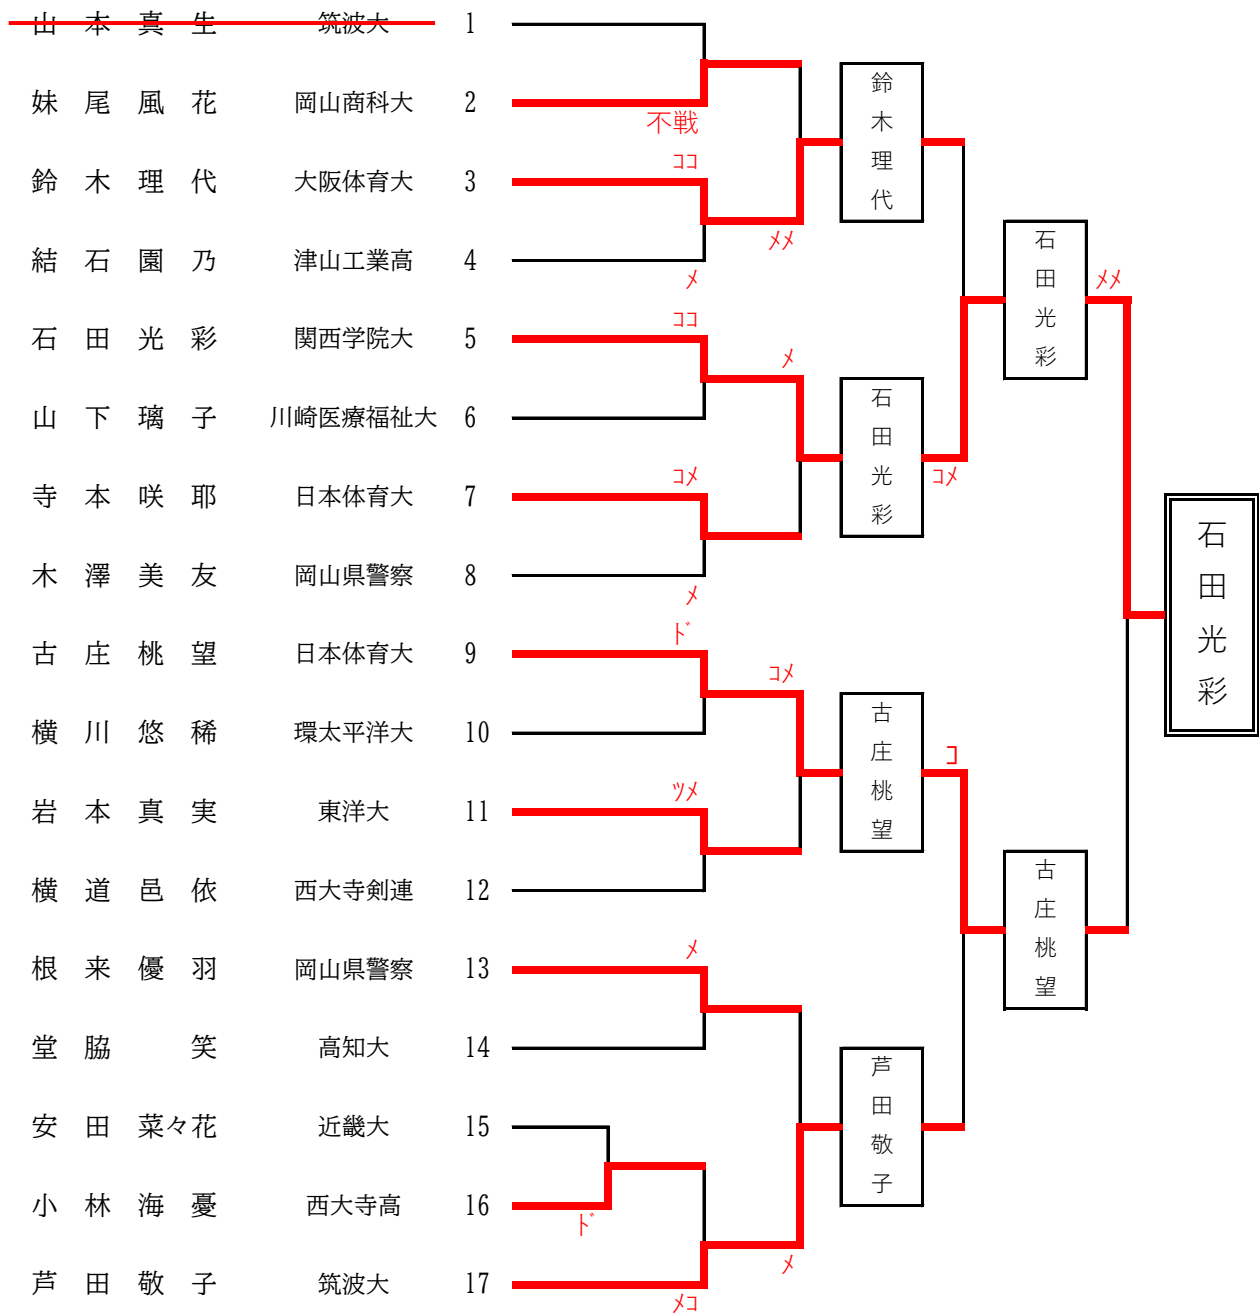 山本真生 筑波大 1
妹尾風花 岡山商科大 2
不戦
ココ
鈴木理代 大阪体育大 3
メメ
結石園乃 津山工業高 4
メ
ココ
石田光彩 関西学院大 5
メ
山下璃子 川崎医療福祉大 6
コメ
寺本咲耶 日本体育大 7
木澤美友 岡山県警察 8
メ
ド
古庄桃望 日本体育大 9
コメ
横川悠稀 環太平洋大 10
ツメ
岩本真実 東洋大 11
横道邑依 西大寺剣連 12
メ
根来優羽 岡山県警察 13
堂脇 笑 高知大 14
安田菜々花 近畿大 15
小林海憂 西大寺高 16
ド
メ
芦田敬子 筑波大 17
メコ
鈴木理代
石田光彩
コメ
古庄桃望
コ
芦田敬子
石田光彩
メメ
古庄桃望
石田光彩